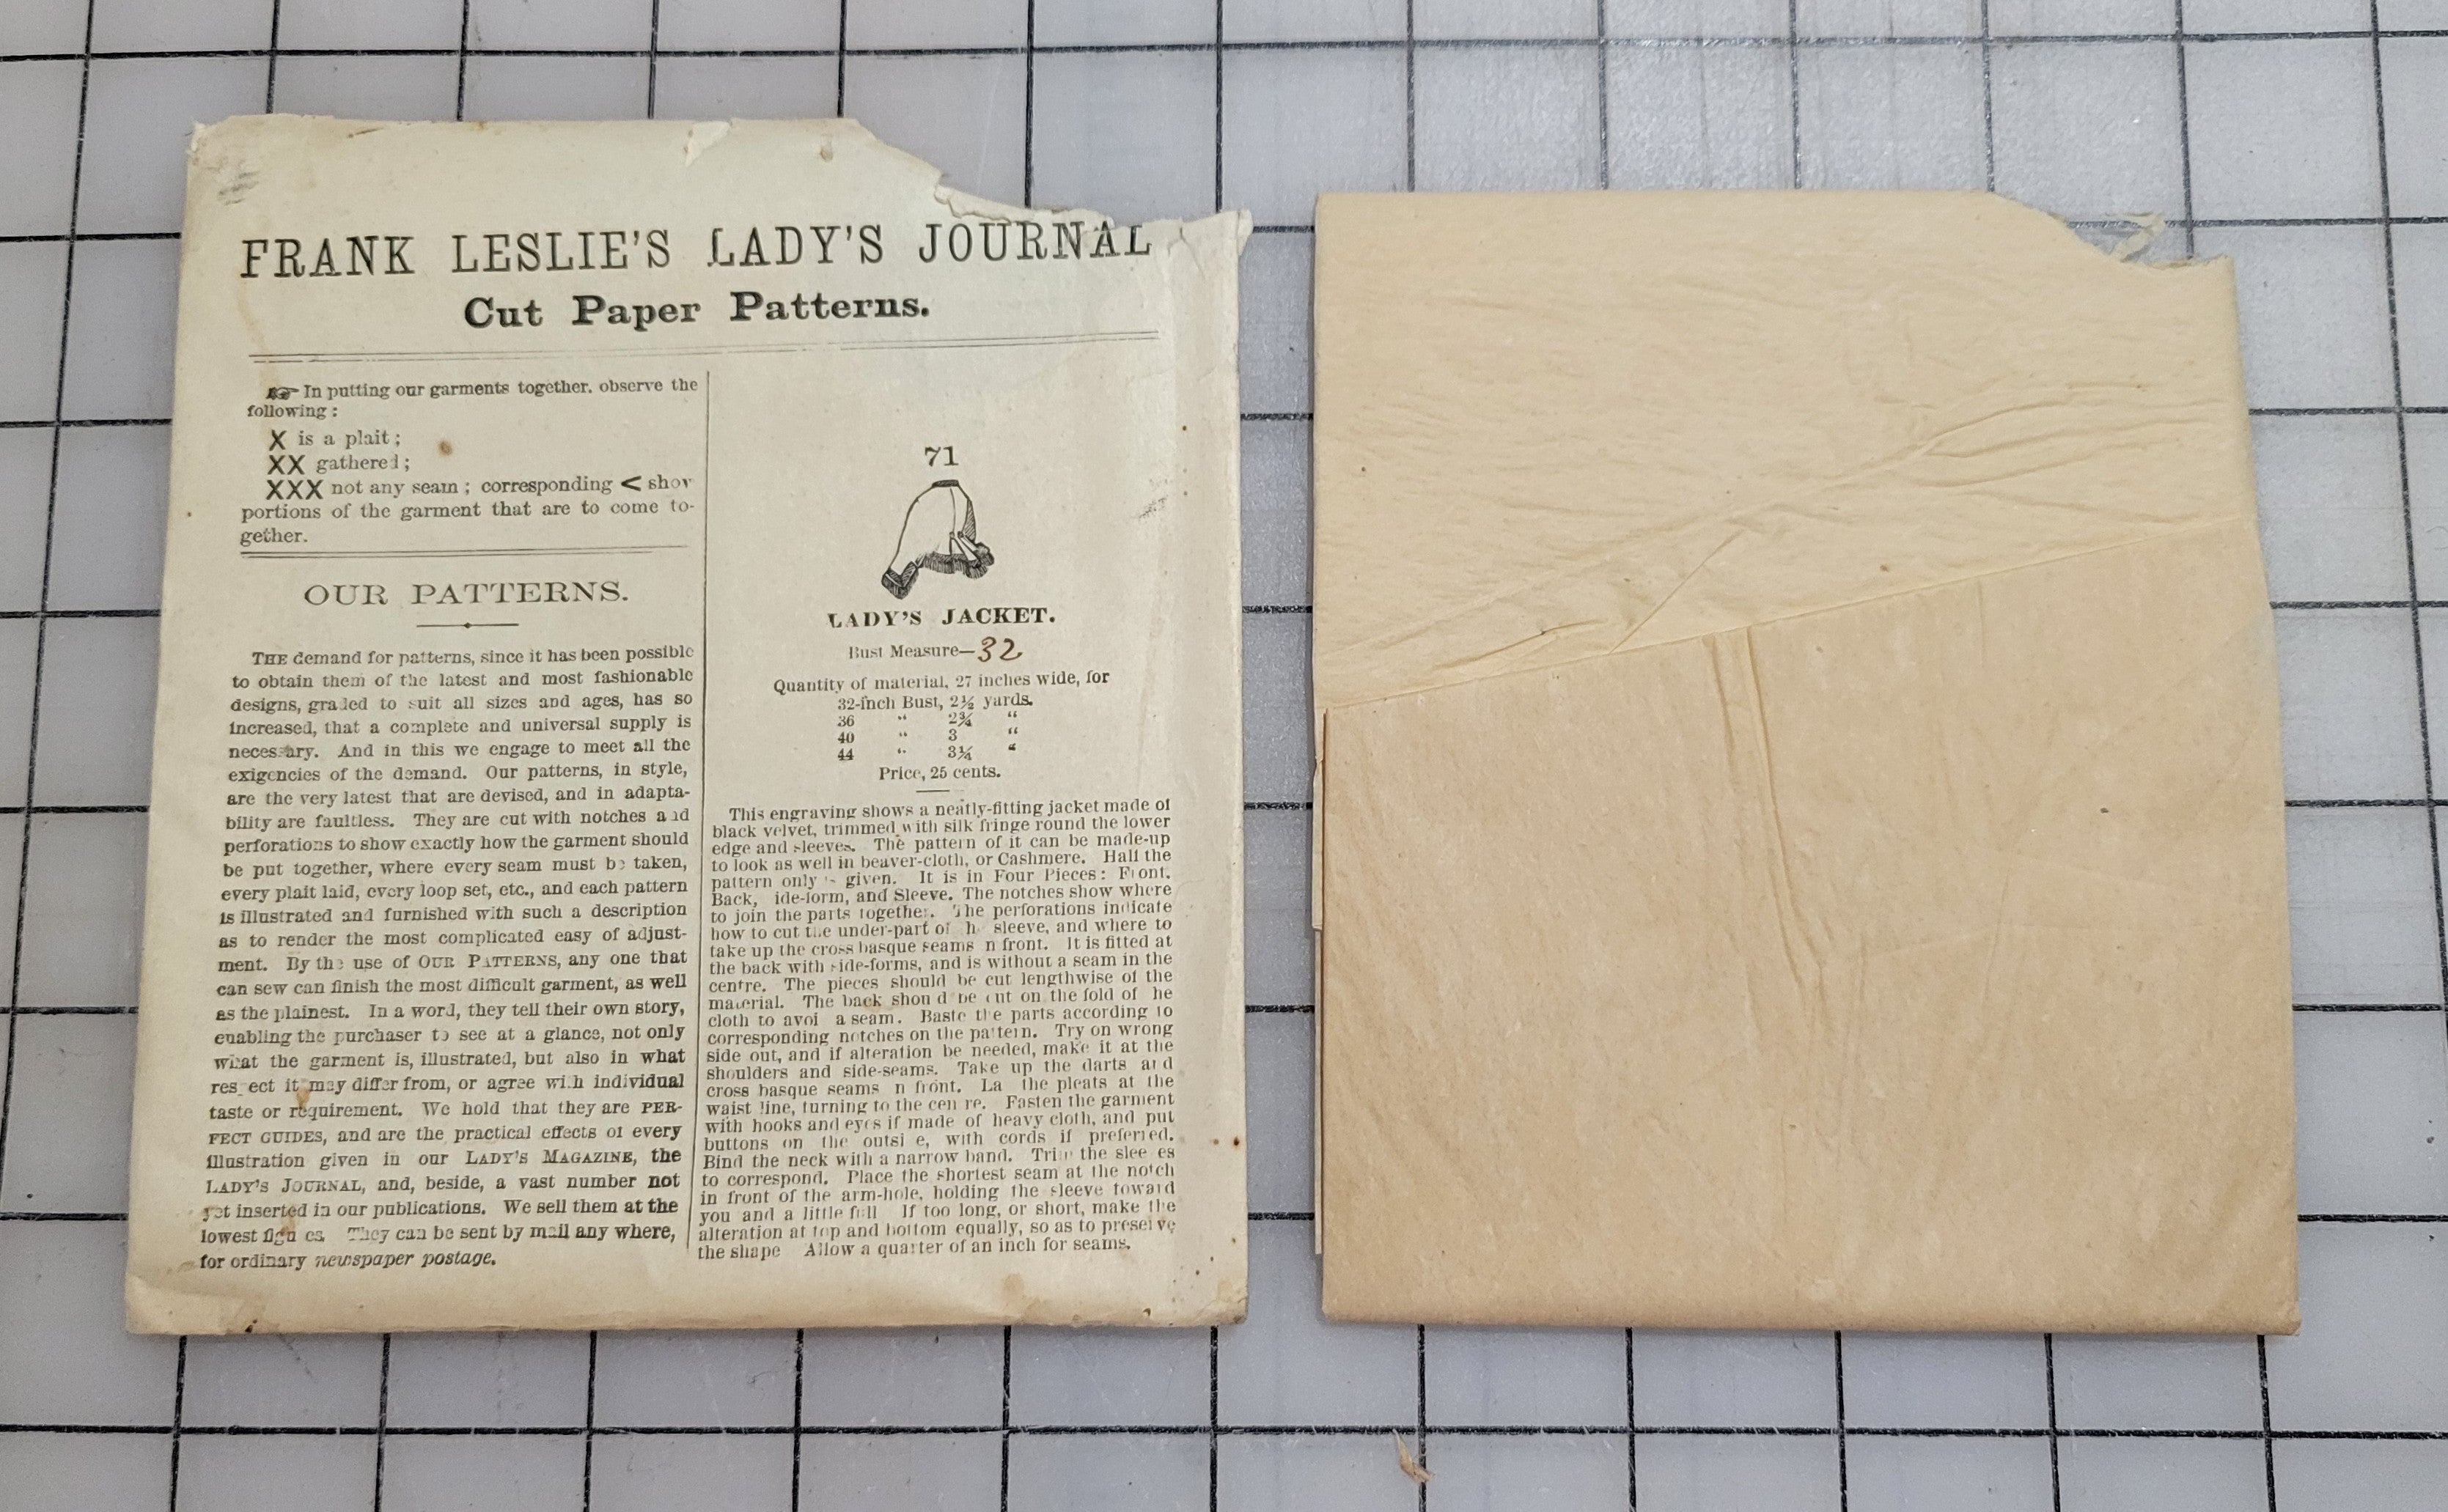 FRANK LESLIE'S LADY'S JOURNAL
Cut Paper Patterns.
☞ In putting our garments together. observe the
following :
X is a plait ;
XX gathered ;
XXX not any seam ; corresponding < show
portions of the garment that are to come to-
gether.
OUR PATTERNS.
THE demand for patterns, since it has been possible
to obtain them of the latest and most fashionable
designs, graded to suit all sizes and ages, has so
increased, that a complete and universal supply is
necessary. And in this we engage to meet all the
exigencies of the demand. Our patterns, in style,
are the very latest that are devised, and in adapta-
bility are faultless. They are cut with notches and
perforations to show exactly how the garment should
be put together, where every seam must be taken,
every plait laid, every loop set, etc., and each pattern
is illustrated and furnished with such a description
as to render the most complicated easy of adjust-
ment. By the use of OUR PATTERNS, any one that
can sew can finish the most difficult garment, as well
as the plainest. In a word, they tell their own story,
enabling the purchaser to see at a glance, not only
what the garment is, illustrated, but also in what
respect it may differ from, or agree with individual
taste or requirement. We hold that they are PER-
FECT GUIDES, and are the practical effects of every
illustration given in our LADY'S MAGAZINE, the
LADY'S JOURNAL, and, beside, a vast number not
yet inserted in our publications. We sell them at the
lowest figures. They can be sent by mail any where,
for ordinary newspaper postage.
71
LADY'S JACKET.
Bust Measure—32
Quantity of material, 27 inches wide, for
32-inch Bust, 2½ yards.
36 " 2¾ "
40 " 3 "
44 " 3¼ "
Price, 25 cents.
This engraving shows a neatly-fitting jacket made of
black velvet, trimmed with silk fringe round the lower
edge and sleeves. The pattern of it can be made-up
to look as well in beaver-cloth, or Cashmere. Half the
pattern only is given. It is in Four Pieces: Front.
Back, ide-form, and Sleeve. The notches show where
to join the parts together. The perforations indicate
how to cut the under-part of h sleeve, and where to
take up the cross basque seams n front. It is fitted at
the back with side-forms, and is without a seam in the
centre. The pieces should be cut lengthwise of the
material. The back shou d be cut on the fold of he
cloth to avoi a seam. Baste the parts according to
corresponding notches on the pattern. Try on wrong
side out, and if alteration be needed, make it at the
shoulders and side-seams. Take up the darts and
cross basque seams n front. La the pleats at the
waist line, turning to the cen re. Fasten the garment
with hooks and eyes if made of heavy cloth, and put
buttons on the outsi e, with cords if preferred.
Bind the neck with a narrow band. Trim the slee es
to correspond. Place the shortest seam at the notch
in front of the arm-hole, holding the sleeve toward
you and a little full If too long, or short, make the
alteration at top and bottom equally, so as to preserve
the shape Allow a quarter of an inch for seams.